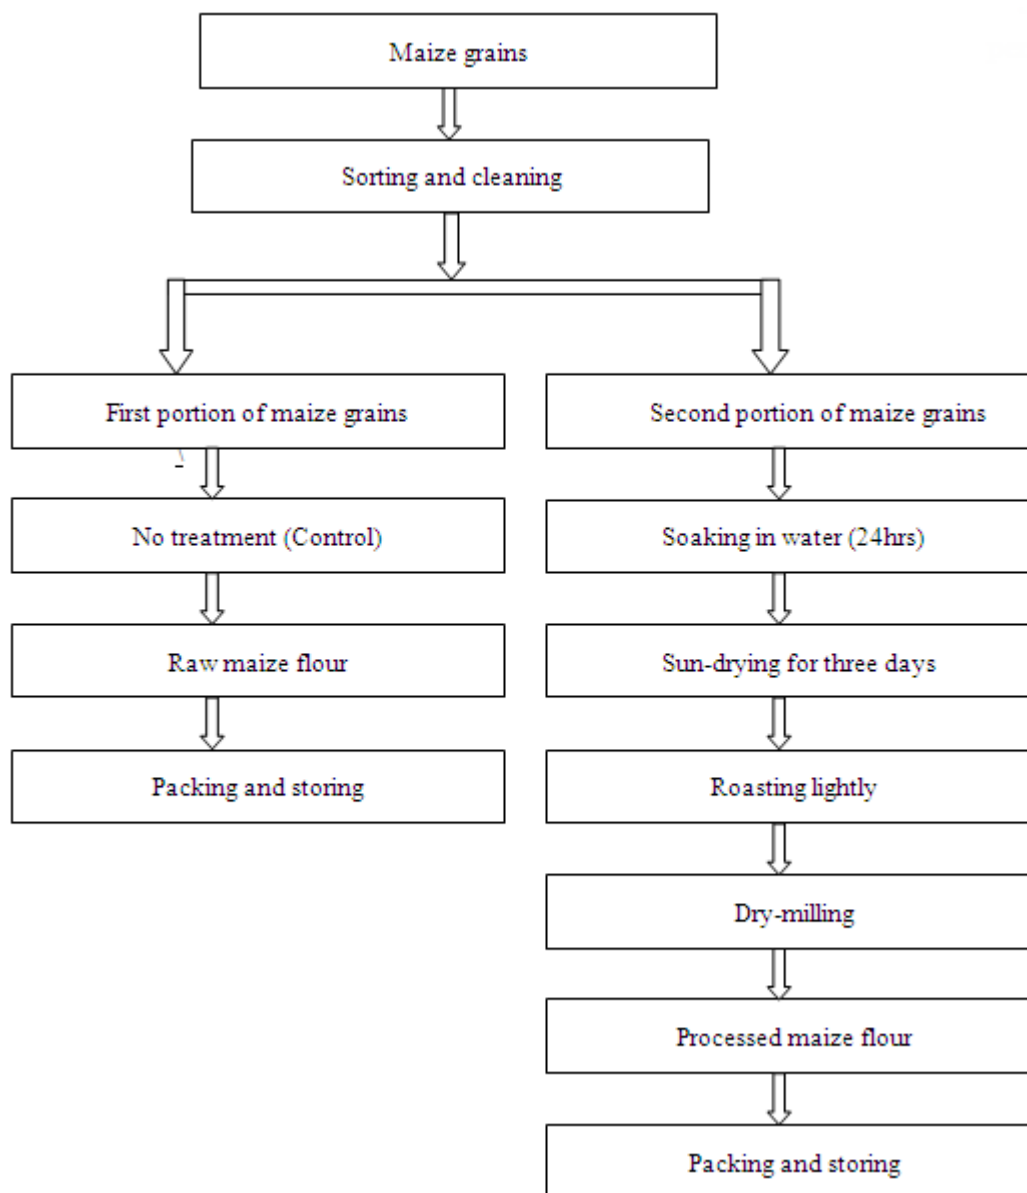 Maize grains
Sorting and cleaning
First portion of maize grains
No treatment (Control)
Raw maize flour
Packing and storing
Second portion of maize grains
Soaking in water (24hrs)
Sun-drying for three days
Roasting lightly
Dry-milling
Processed maize flour
Packing and storing